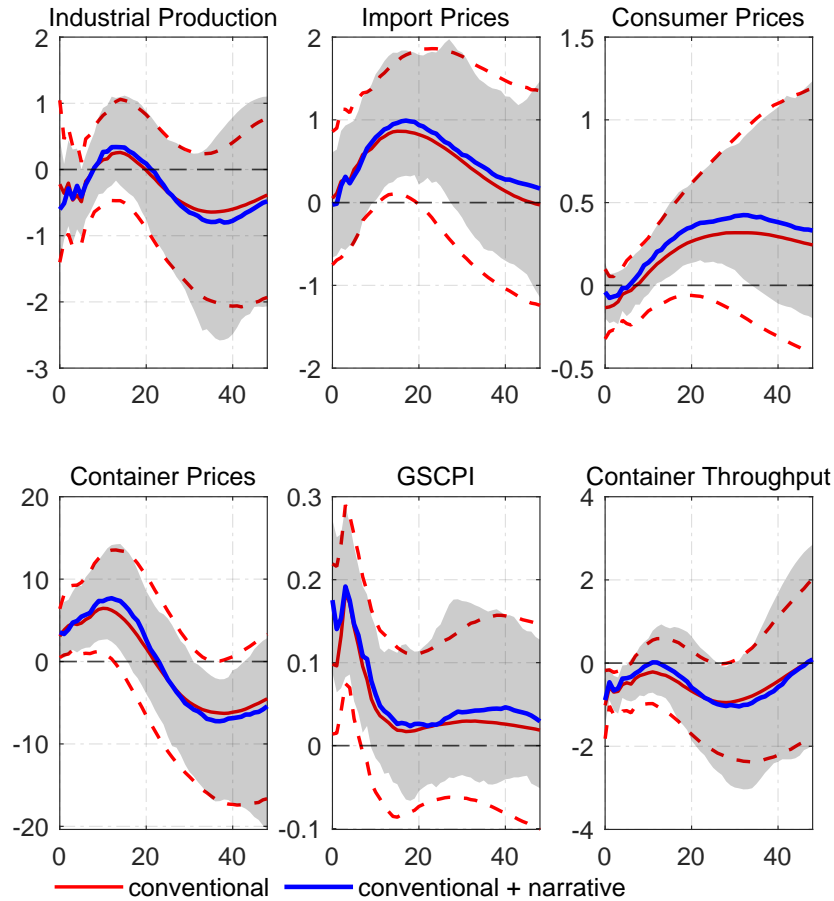 Industrial Production Import Prices Consumer Prices
2 2 1.5
1 1 1
0 0 0.5
-1 -1 0
-2
-3 -2 -0.5
0 20 40 0 20 40 0 20 40
Container Prices GSCPI Container Throughput
20 0.3 4
10 0.2 2
0 0.1 0
-10 0 -2
-20 -0.1 -4
0 20 40 0 20 40 0 20 40
conventional conventional + narrative